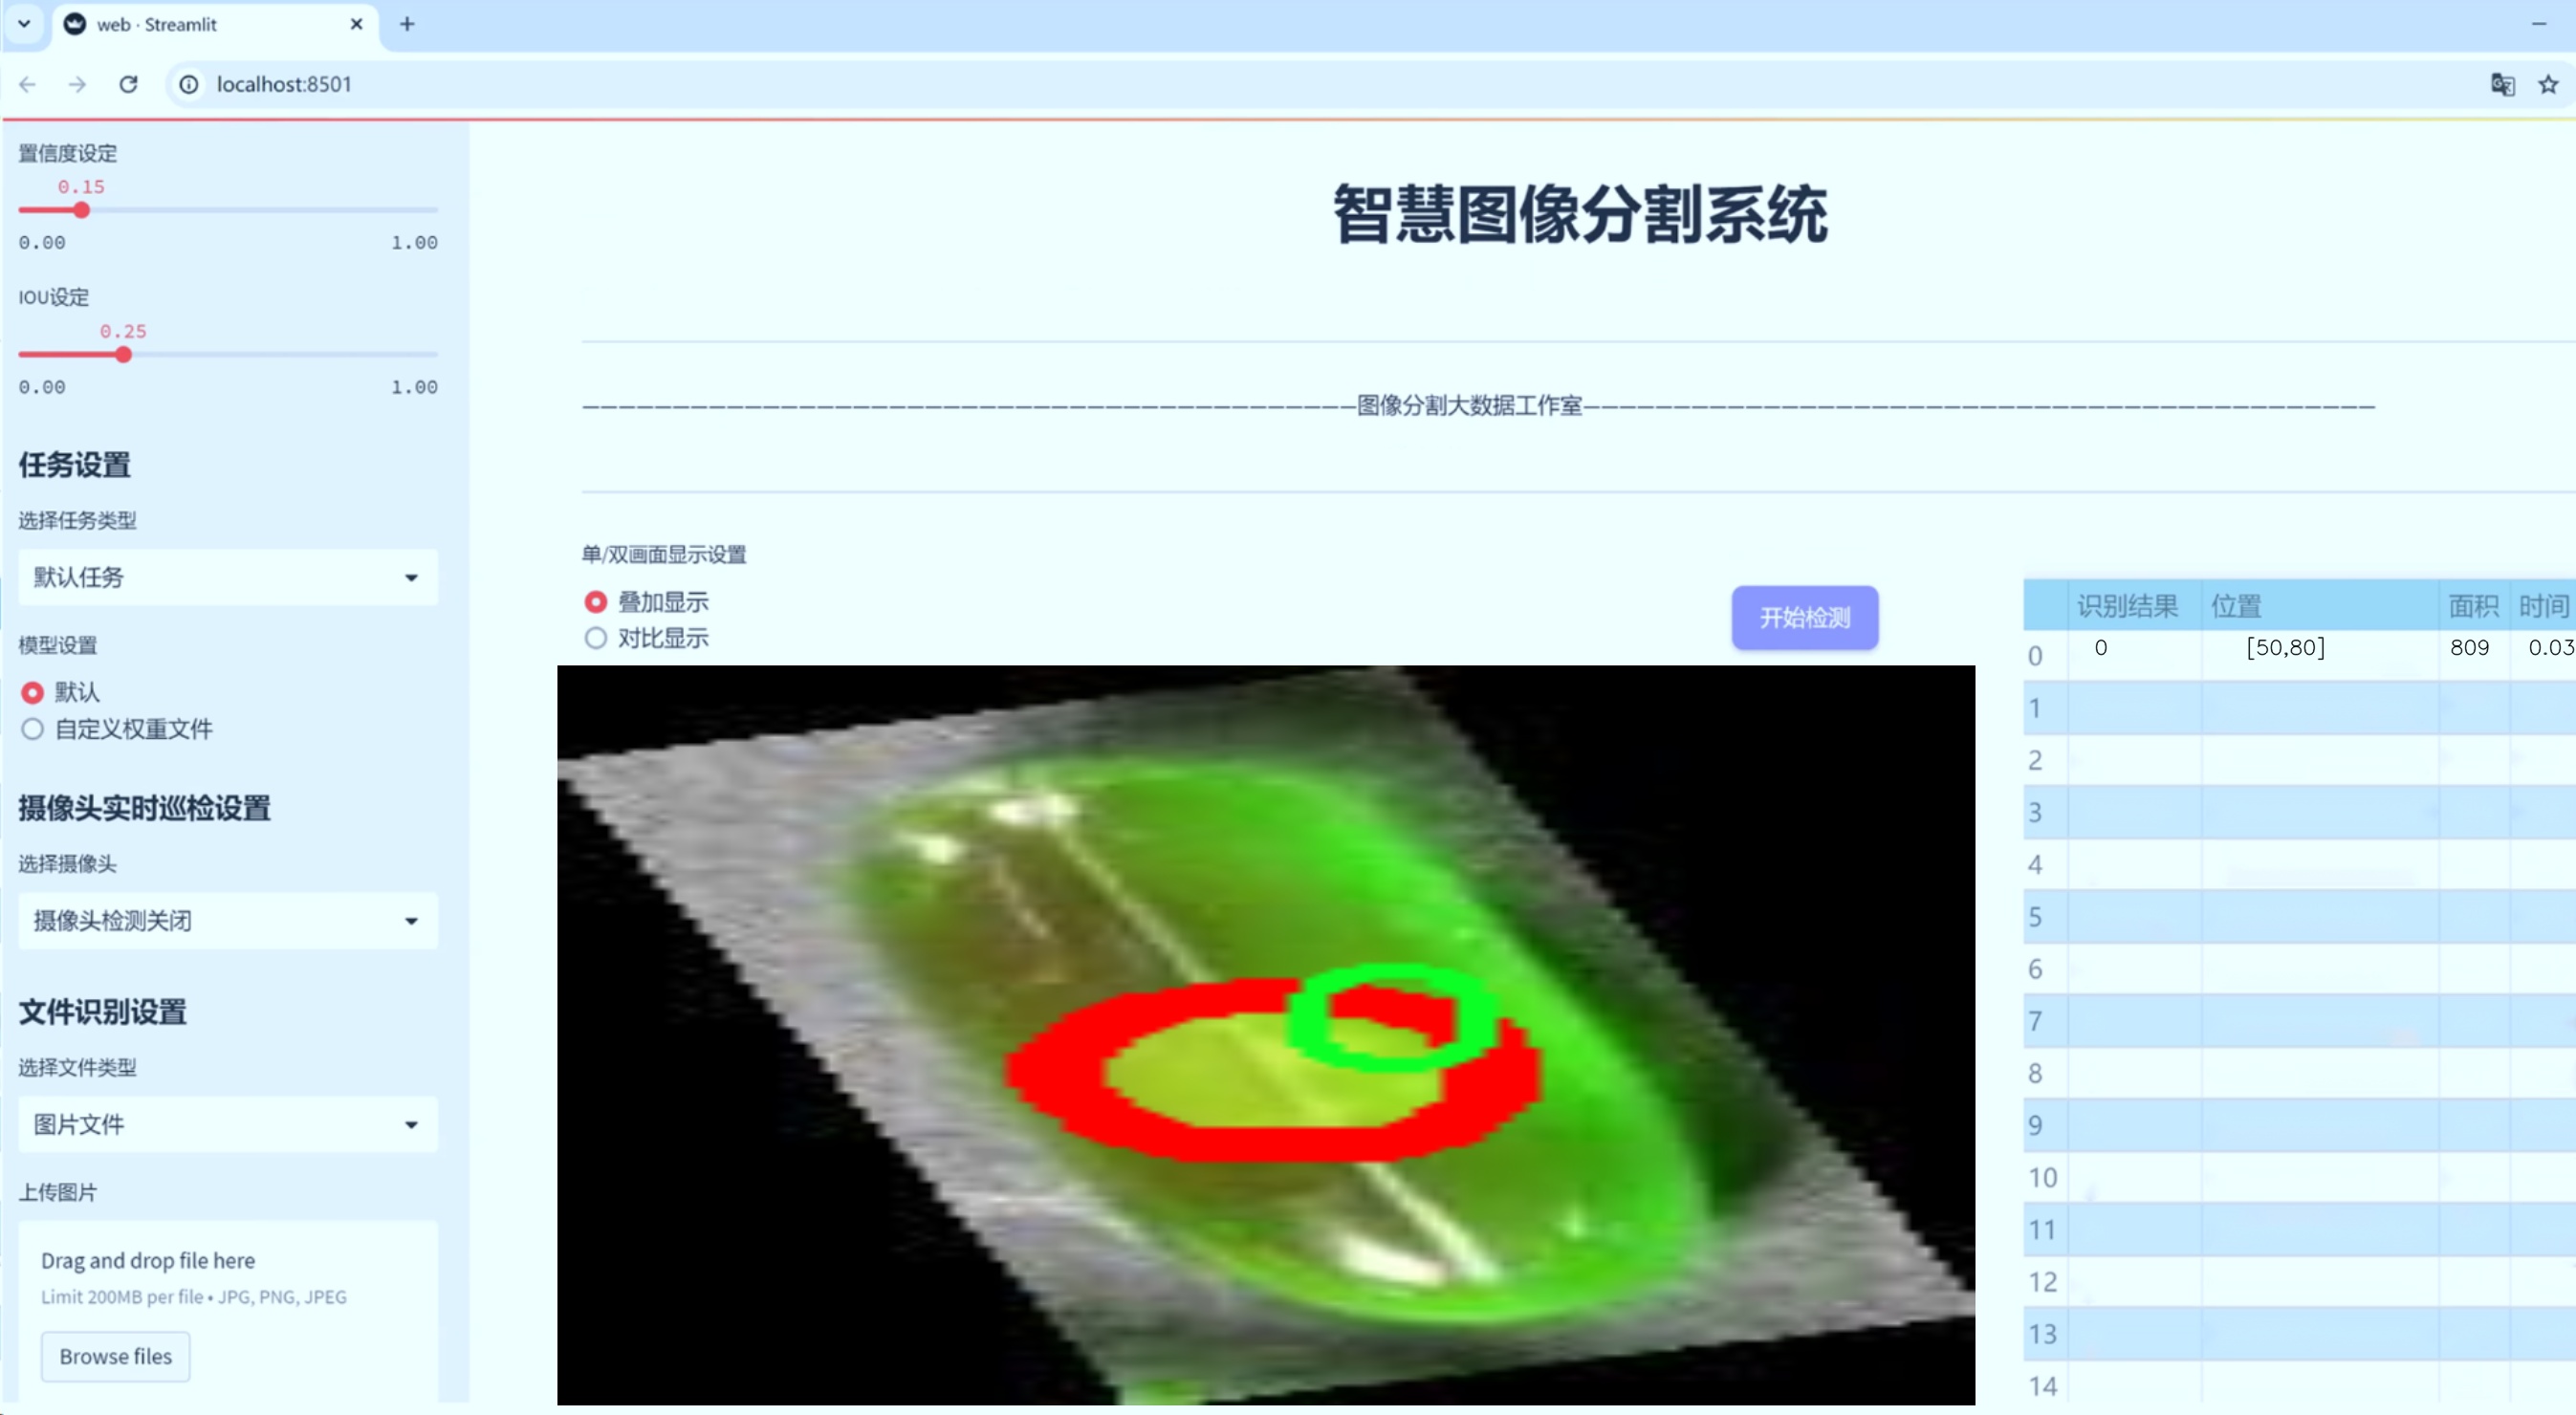 web · Streamlit
localhost:8501
置信度设定
0.15
0.00 1.00
IOU设定
0.25
0.00 1.00
任务设置
选择任务类型
默认任务
模型设置
默认
自定义权重文件
摄像头实时巡检设置
选择摄像头
摄像头检测关闭
文件识别设置
选择文件类型
图片文件
上传图片
Drag and drop file here
Limit 200MB per file • JPG, PNG, JPEG
Browse files
智慧图像分割系统
———————————————————————————————————————————图像分割大数据工作室————————————————————————————————————————————
单/双画面显示设置
叠加显示
对比显示
开始检测
识别结果 位置 面积 时间
0 0 [50,80] 809 0.03
1
2
3
4
5
6
7
8
9
10
11
12
13
14